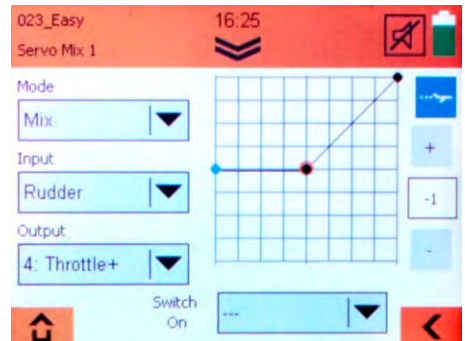 023_Easy
16:25
Servo Mix 1
Mode
Mix
Input
Rudder
Output
4: Throttle+
Switch
On
---
+
-1
-